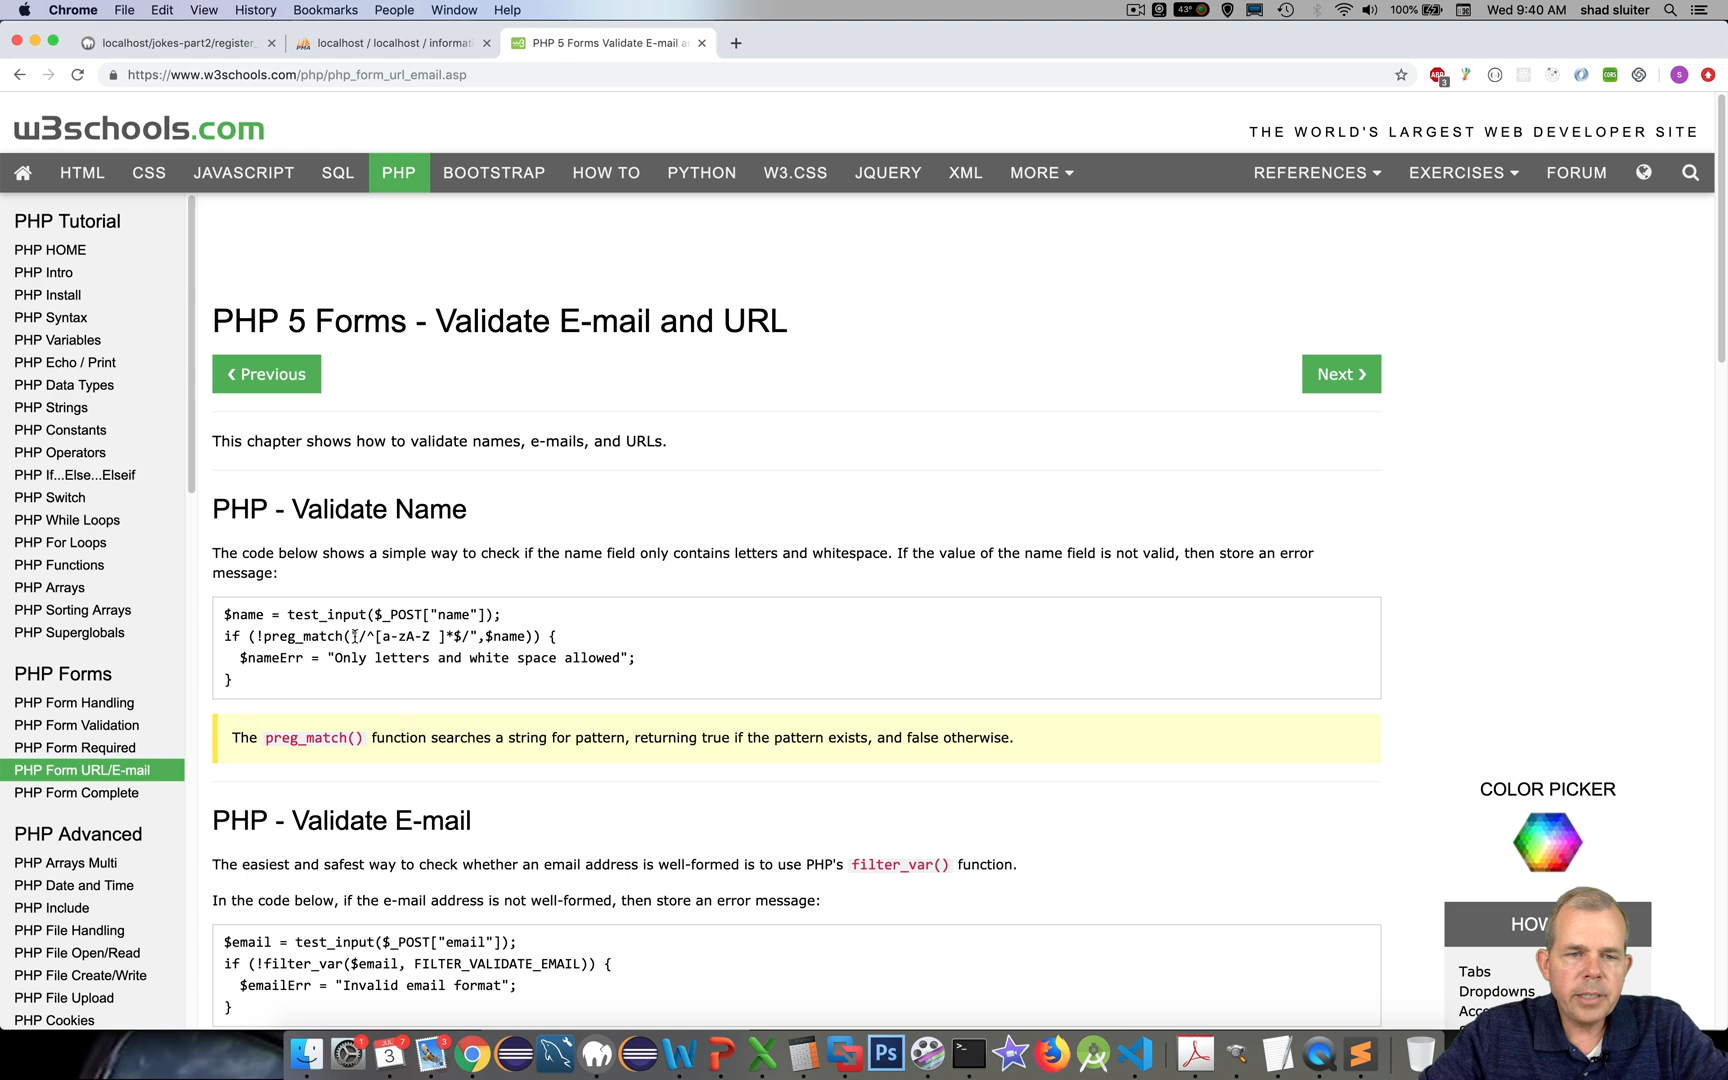 Chrome File Edit View History Bookmarks People Window Help 43° 100% Wed 9:40 AM shad sluiter
localhost/jokes-part2/register_ localhost / localhost / informati PHP 5 Forms Validate E-mail a
https://www.w3schools.com/php/php_form_url_email.asp
w3schools.com
THE WORLD'S LARGEST WEB DEVELOPER SITE
HTML CSS JAVASCRIPT SQL PHP BOOTSTRAP HOW TO PYTHON W3.CSS JQUERY XML MORE REFERENCES EXERCISES FORUM
PHP Tutorial
PHP HOME
PHP Intro
PHP Install
PHP Syntax
PHP Variables
PHP Echo / Print
PHP Data Types
PHP Strings
PHP Constants
PHP Operators
PHP If...Else...Elseif
PHP Switch
PHP While Loops
PHP For Loops
PHP Functions
PHP Arrays
PHP Sorting Arrays
PHP Superglobals
PHP Forms
PHP Form Handling
PHP Form Validation
PHP Form Required
PHP Form URL/E-mail
PHP Form Complete
PHP Advanced
PHP Arrays Multi
PHP Date and Time
PHP Include
PHP File Handling
PHP File Open/Read
PHP File Create/Write
PHP File Upload
PHP Cookies
PHP 5 Forms - Validate E-mail and URL
❮ Previous
Next ❯
This chapter shows how to validate names, e-mails, and URLs.
PHP - Validate Name
The code below shows a simple way to check if the name field only contains letters and whitespace. If the value of the name field is not valid, then store an error
message:
$name = test_input($_POST["name"]);
if (!preg_match("/^[a-zA-Z ]*$/",$name)) {
$nameErr = "Only letters and white space allowed";
}
The preg_match() function searches a string for pattern, returning true if the pattern exists, and false otherwise.
PHP - Validate E-mail
The easiest and safest way to check whether an email address is well-formed is to use PHP's filter_var() function.
In the code below, if the e-mail address is not well-formed, then store an error message:
$email = test_input($_POST["email"]);
if (!filter_var($email, FILTER_VALIDATE_EMAIL)) {
$emailErr = "Invalid email format";
}
COLOR PICKER
HOW
Tabs
Dropdowns